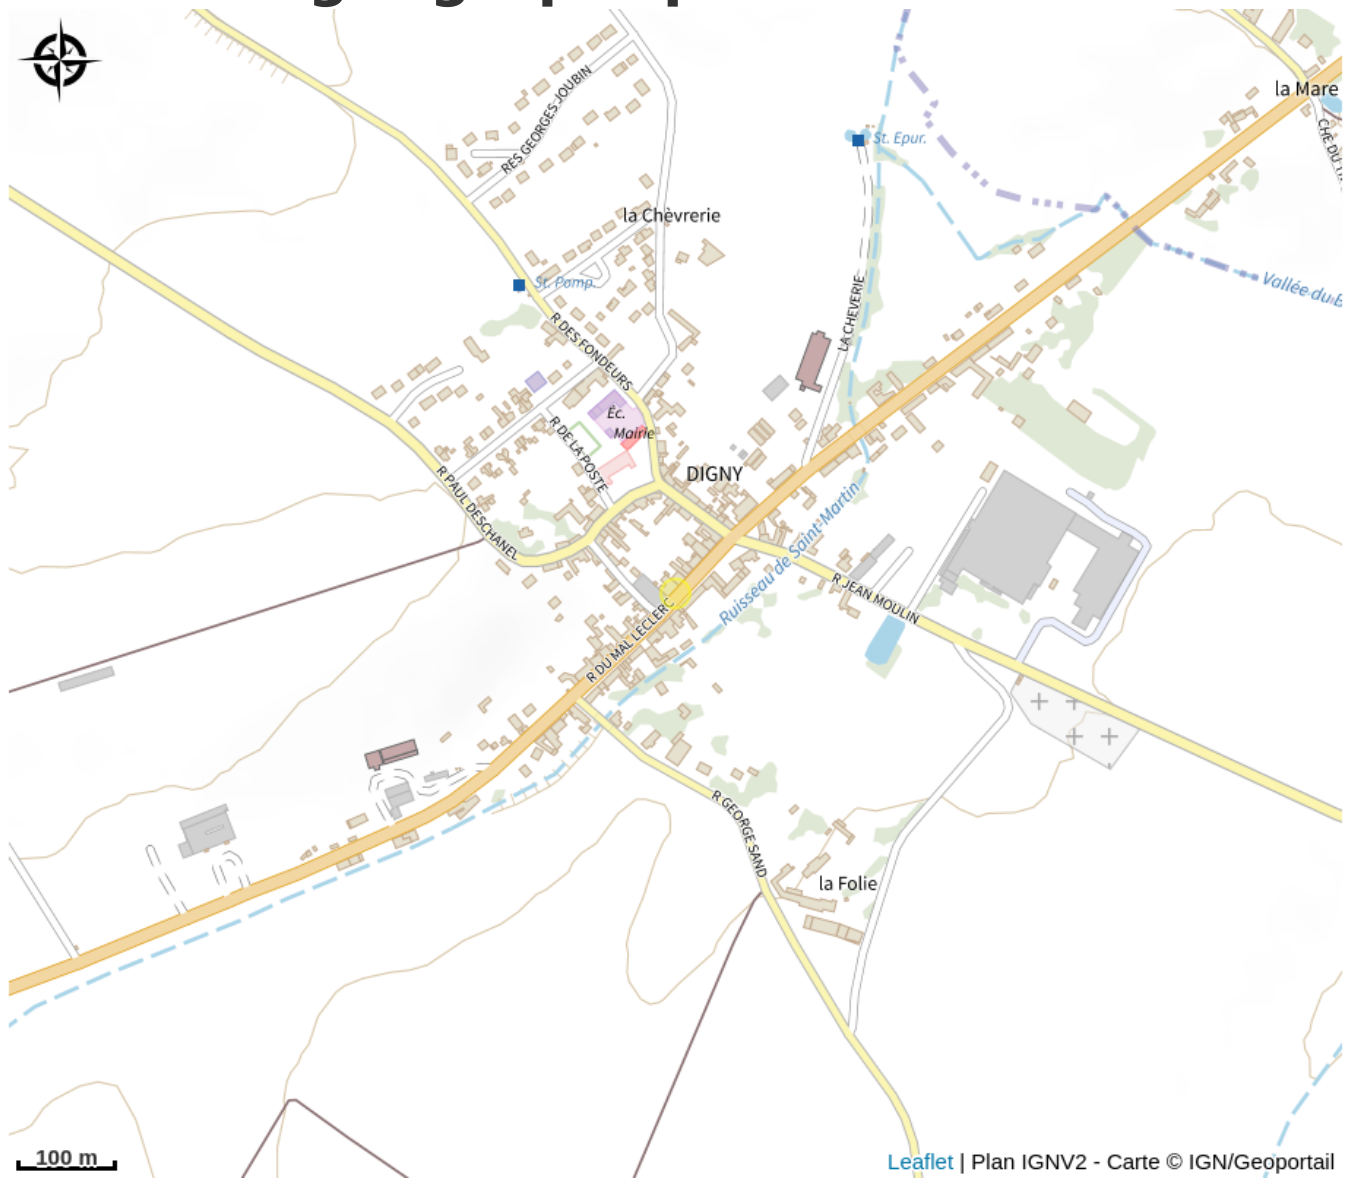 la Mare
RES GEORGES JOUBIN
St. Epur.
la Chèvrerie
Vallée du
St. Pomp.
LA CHEVERIE
R DES FONDEURS
Éc.
Mairie
R DE LA POSTE
DIGNY
R PAUL DESCHANEL
Ruisseau de Saint-Martin
R JEAN MOULIN
R DU MAL LECLERC
R GEORGE SAND
la Folie
100 m
Leaflet | Plan IGNV2 - Carte © IGN/Geoportail